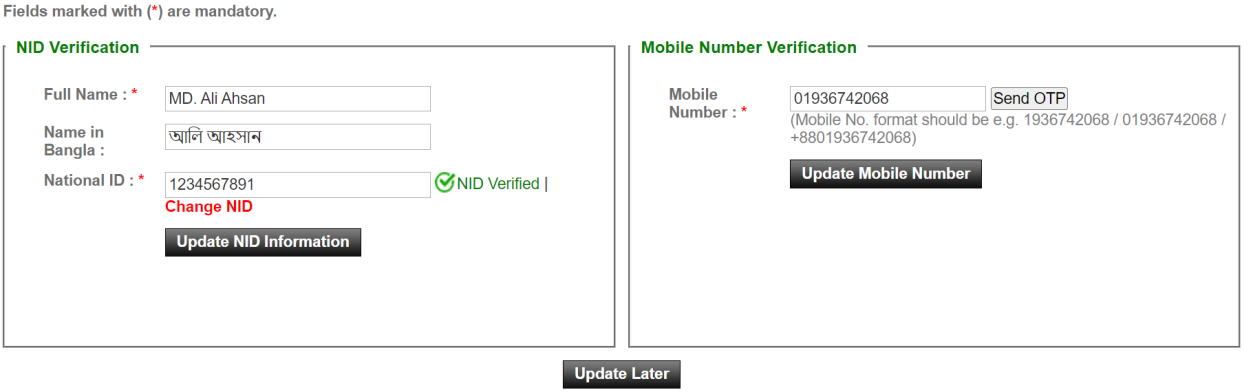 Fields marked with (*) are mandatory.
NID Verification
Full Name : * MD. Ali Ahsan
Name in
Bangla : আলি আহসান
National ID : * 1234567891 NID Verified |
Change NID
Update NID Information
Mobile Number Verification
Mobile
Number : * 01936742068 Send OTP
(Mobile No. format should be e.g. 1936742068 / 01936742068 /
+8801936742068)
Update Mobile Number
Update Later